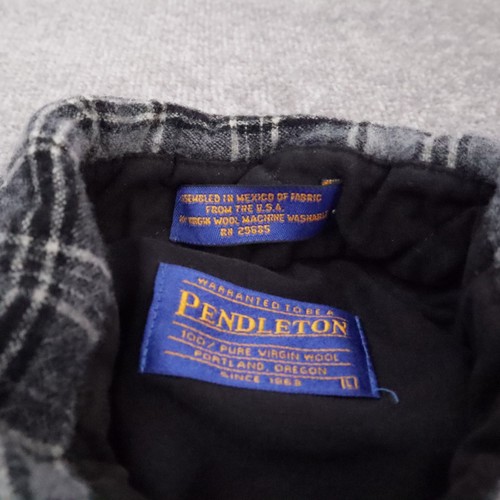 ASSEMBLED IN MEXICO OF FABRIC
FROM THE U.S.A.
VIRGIN WOOL MACHINE WASHABLE
RN 29685
WARRANTED TO BE A
PENDLETON
100% PURE VIRGIN WOOL
PORTLAND, OREGON
SINCE 1863
L